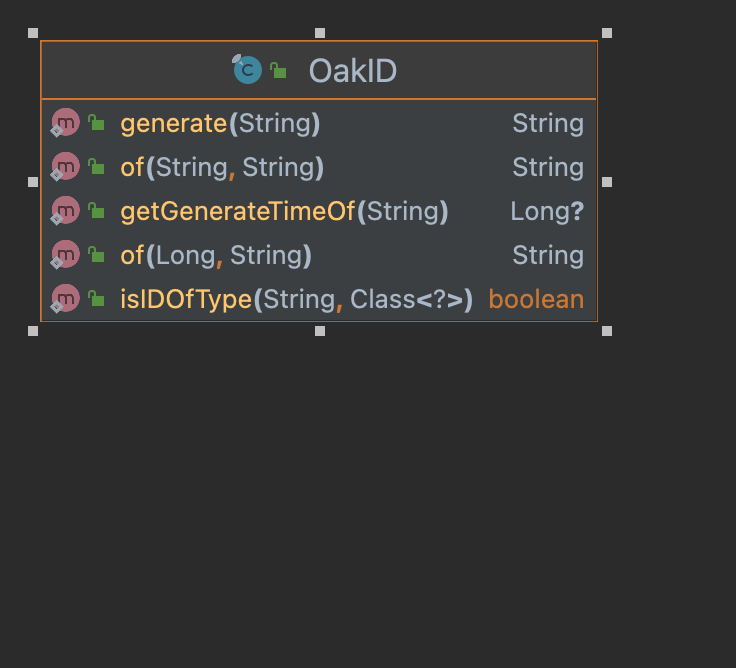 OakID
generate(String) String
of(String, String) String
getGenerateTimeOf(String) Long?
of(Long, String) String
isIDOfType(String, Class<?>) boolean